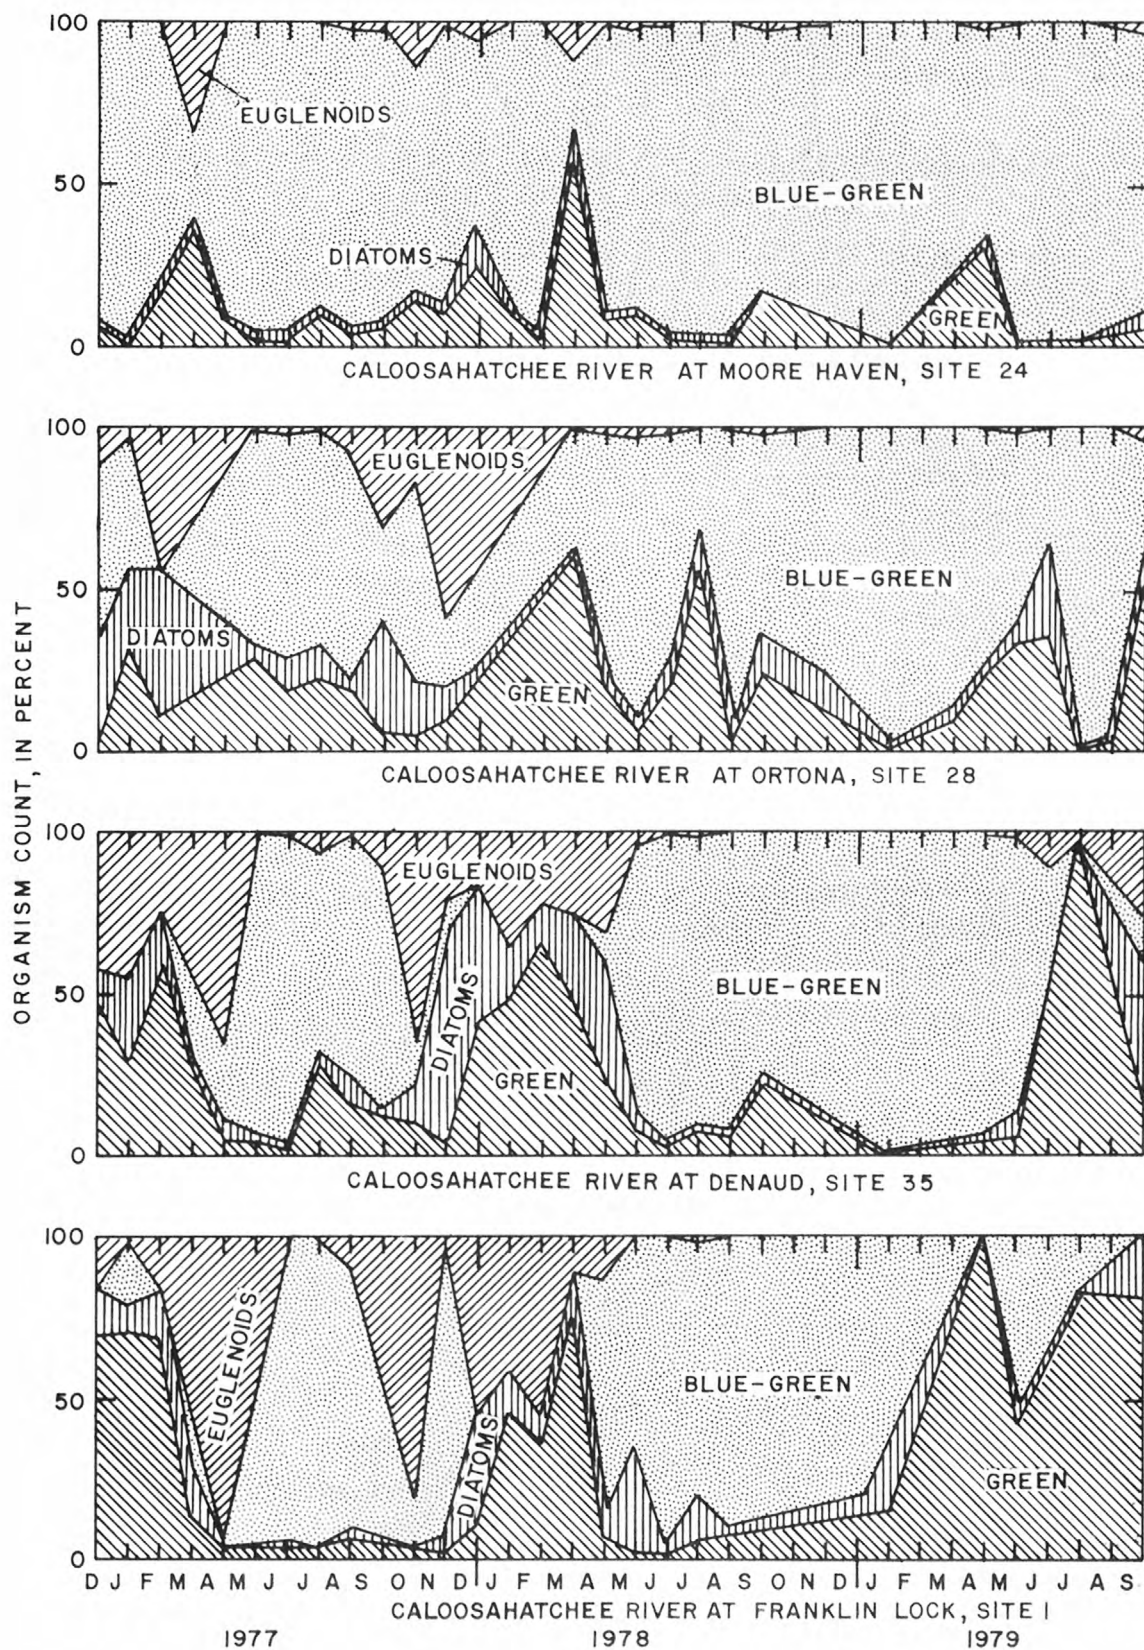 ORGANISM COUNT, IN PERCENT
100
EUGLENOIDS
50
BLUE-GREEN
DIATOMS
GREEN
0
CALOOSAHATCHEE RIVER AT MOORE HAVEN, SITE 24
100
EUGLENOIDS
50
BLUE-GREEN
DIATOMS
GREEN
0
CALOOSAHATCHEE RIVER AT ORTONA, SITE 28
100
EUGLENOIDS
50
BLUE-GREEN
DIATOMS
GREEN
0
CALOOSAHATCHEE RIVER AT DENAUD, SITE 35
100
EUGLENOIDS
BLUE-GREEN
50
DIATOMS
GREEN
0
D J F M A M J J A S O N D J F M A M J J A S O N D J F M A M J J A S
CALOOSAHATCHEE RIVER AT FRANKLIN LOCK, SITE 1
1977 1978 1979